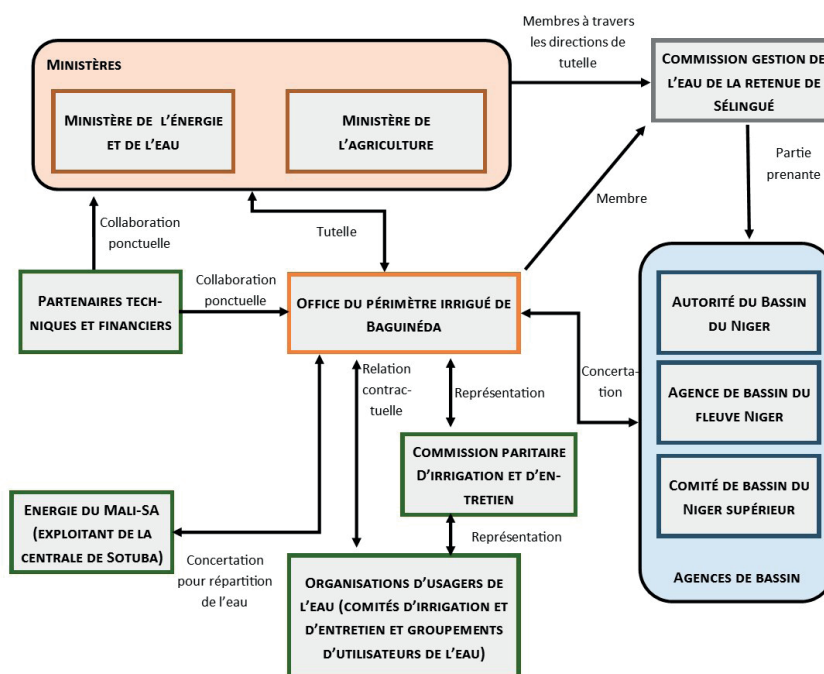 Membres à travers
les directions de
tutelle
MINISTÈRES
MINISTÈRE DE L'ÉNERGIE
ET DE L'EAU
MINISTÈRE DE
L'AGRICULTURE
COMMISSION GESTION DE
L'EAU DE LA RETENUE DE
SÉLINGUÉ
Partie
prenante
Collaboration
ponctuelle
Tutelle
Membre
PARTENAIRES TECH-
NIQUES ET FINANCIERS
Collaboration
ponctuelle
OFFICE DU PÉRIMÈTRE IRRIGUÉ DE
BAGUINÉDA
Concerta-
tion
AUTORITÉ DU BASSIN
DU NIGER
AGENCE DE BASSIN DU
FLEUVE NIGER
COMITÉ DE BASSIN DU
NIGER SUPÉRIEUR
AGENCES DE BASSIN
Relation
contrac-
tuelle
Représentation
COMMISSION PARITAIRE
D'IRRIGATION ET D'EN-
TRETIEN
Représentation
ENERGIE DU MALI-SA
(EXPLOITANT DE LA
CENTRALE DE SOTUBA)
Concertation
pour répartition
de l'eau
ORGANISATIONS D'USAGERS DE
L'EAU (COMITÉS D'IRRIGATION ET
D'ENTRETIEN ET GROUPEMENTS
D'UTILISATEURS DE L'EAU)